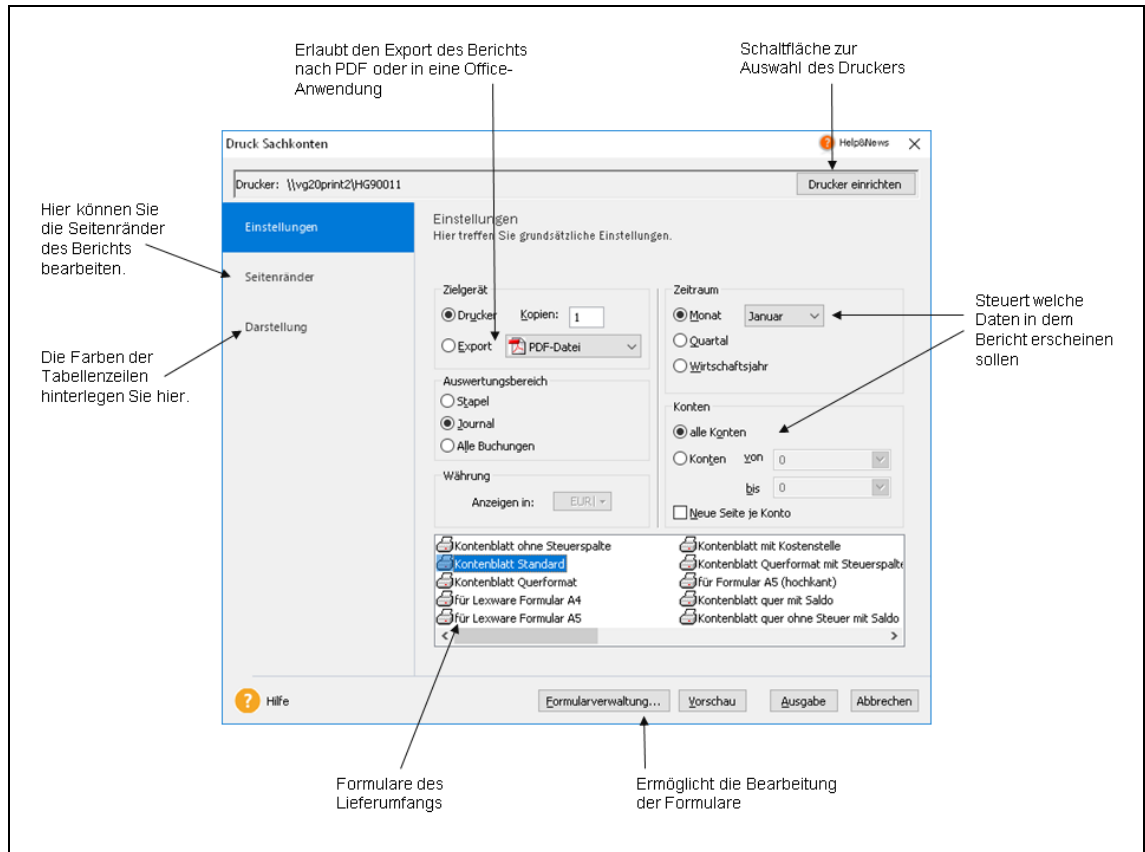 Erlaubt den Export des Berichts
nach PDF oder in eine Office-
Anwendung
Schaltfläche zur
Auswahl des Druckers
Druck Sachkonten
Help&News
Drucker: \\vg20print2\HG90011
Drucker einrichten
Hier können Sie
die Seitenränder
des Berichts
bearbeiten.
Die Farben der
Tabellenzeilen
hinterlegen Sie hier.
Einstellungen
Seitenränder
Darstellung
Einstellungen
Hier treffen Sie grundsätzliche Einstellungen.
Zielgerät
Drucker Kopien: 1
Export PDF-Datei
Auswertungsbereich
Stapel
Journal
Alle Buchungen
Währung
Anzeigen in: EUR
Zeitraum
Monat Januar
Quartal
Wirtschaftsjahr
Konten
alle Konten
Konten von 0
bis 0
Neue Seite je Konto
Steuert welche
Daten in dem
Bericht erscheinen
sollen
Kontenblatt ohne Steuerspalte
Kontenblatt Standard
Kontenblatt Querformat
für Lexware Formular A4
für Lexware Formular A5
Kontenblatt mit Kostenstelle
Kontenblatt Querformat mit Steuerspalte
für Formular A5 (hochkant)
Kontenblatt quer mit Saldo
Kontenblatt quer ohne Steuer mit Saldo
Hilfe
Formularverwaltung...
Vorschau
Ausgabe
Abbrechen
Formulare des
Lieferumfangs
Ermöglicht die Bearbeitung
der Formulare